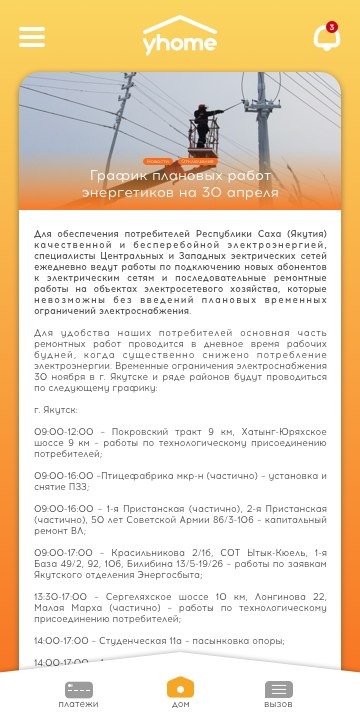 3
yhome
Новости
Отключения
График плановых работ
энергетиков на 30 апреля
Для обеспечения потребителей Республики Саха (Якутия)
качественной и бесперебойной электроэнергией,
специалисты Центральных и Западных эектрических сетей
ежедневно ведут работы по подключению новых абонентов
к электрическим сетям и последовательные ремонтные
работы на объектах электросетевого хозяйства, которые
невозможны без введений плановых временных
ограничений электроснабжения.
Для удобства наших потребителей основная часть
ремонтных работ проводится в дневное время рабочих
будней, когда существенно снижено потребление
электроэнергии. Временные ограничения электроснабжения
30 ноября в г. Якутске и ряде районов будут проводиться
по следующему графику:
г. Якутск:
09:00-12:00 – Покровский тракт 9 км, Хатынг-Юряхское
шоссе 9 км – работы по технологическому присоединению
потребителей;
09:00-16:00 –Птицефабрика мкр-н (частично) – установка и
снятие ПЗЗ;
09:00-16:00 – 1-я Пристанская (частично), 2-я Пристанская
(частично), 50 лет Советской Армии 86/3-106 – капитальный
ремонт ВЛ;
09:00-17:00 – Красильникова 2/16, СОТ Ытык-Кюель, 1-я
База 49/2, 92, 106, Билибина 13/5-19/26 – работы по заявкам
Якутского отделения Энергосбыта;
13:30-17:00 – Сергеляхское шоссе 10 км, Лонгинова 22,
Малая Марха (частично) – работы по технологическому
присоединению потребителей;
14:00-17:00 – Студенческая 11а – пасынковка опоры;
14:00-17:00 –
платежи
дом
вызов